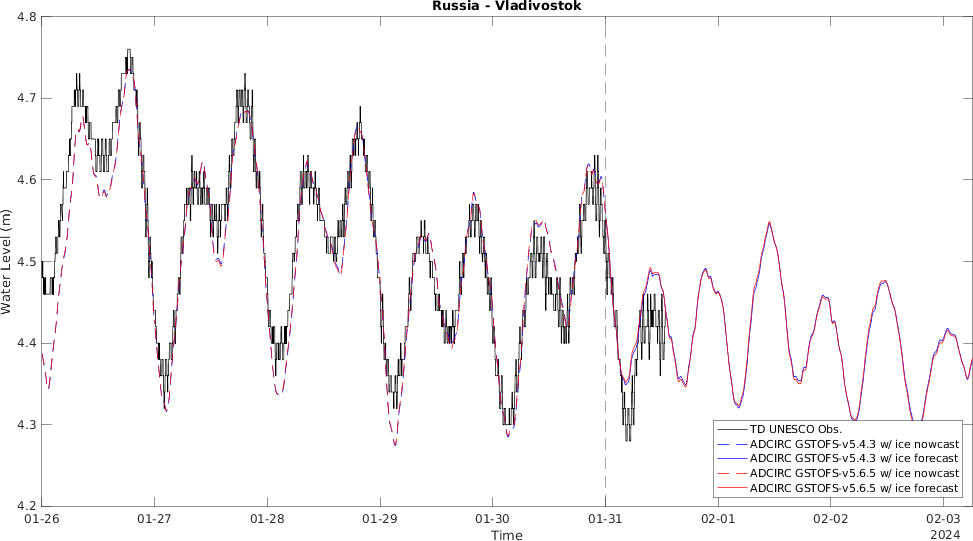 Russia - Vladivostok
4.8
4.7
4.6
4.5
4.4
4.3
4.2
Water Level (m)
01-26 01-27 01-28 01-29 01-30 01-31 02-01 02-02 02-03
Time
2024
TD UNESCO Obs.
ADCIRC GSTOFS-v5.4.3 w/ ice nowcast
ADCIRC GSTOFS-v5.4.3 w/ ice forecast
ADCIRC GSTOFS-v5.6.5 w/ ice nowcast
ADCIRC GSTOFS-v5.6.5 w/ ice forecast